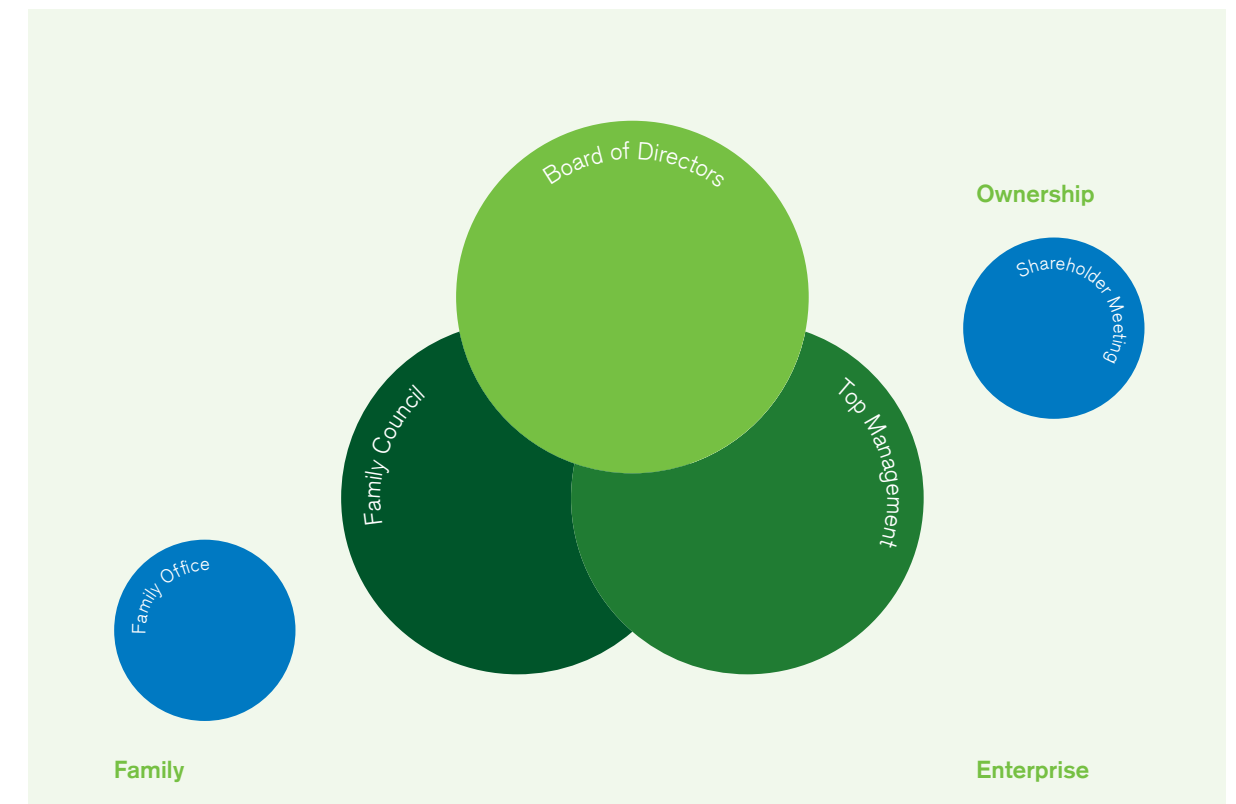 Board of Directors
Ownership
Shareholder Meeting
Family Council
Top Management
Family Office
Family
Enterprise